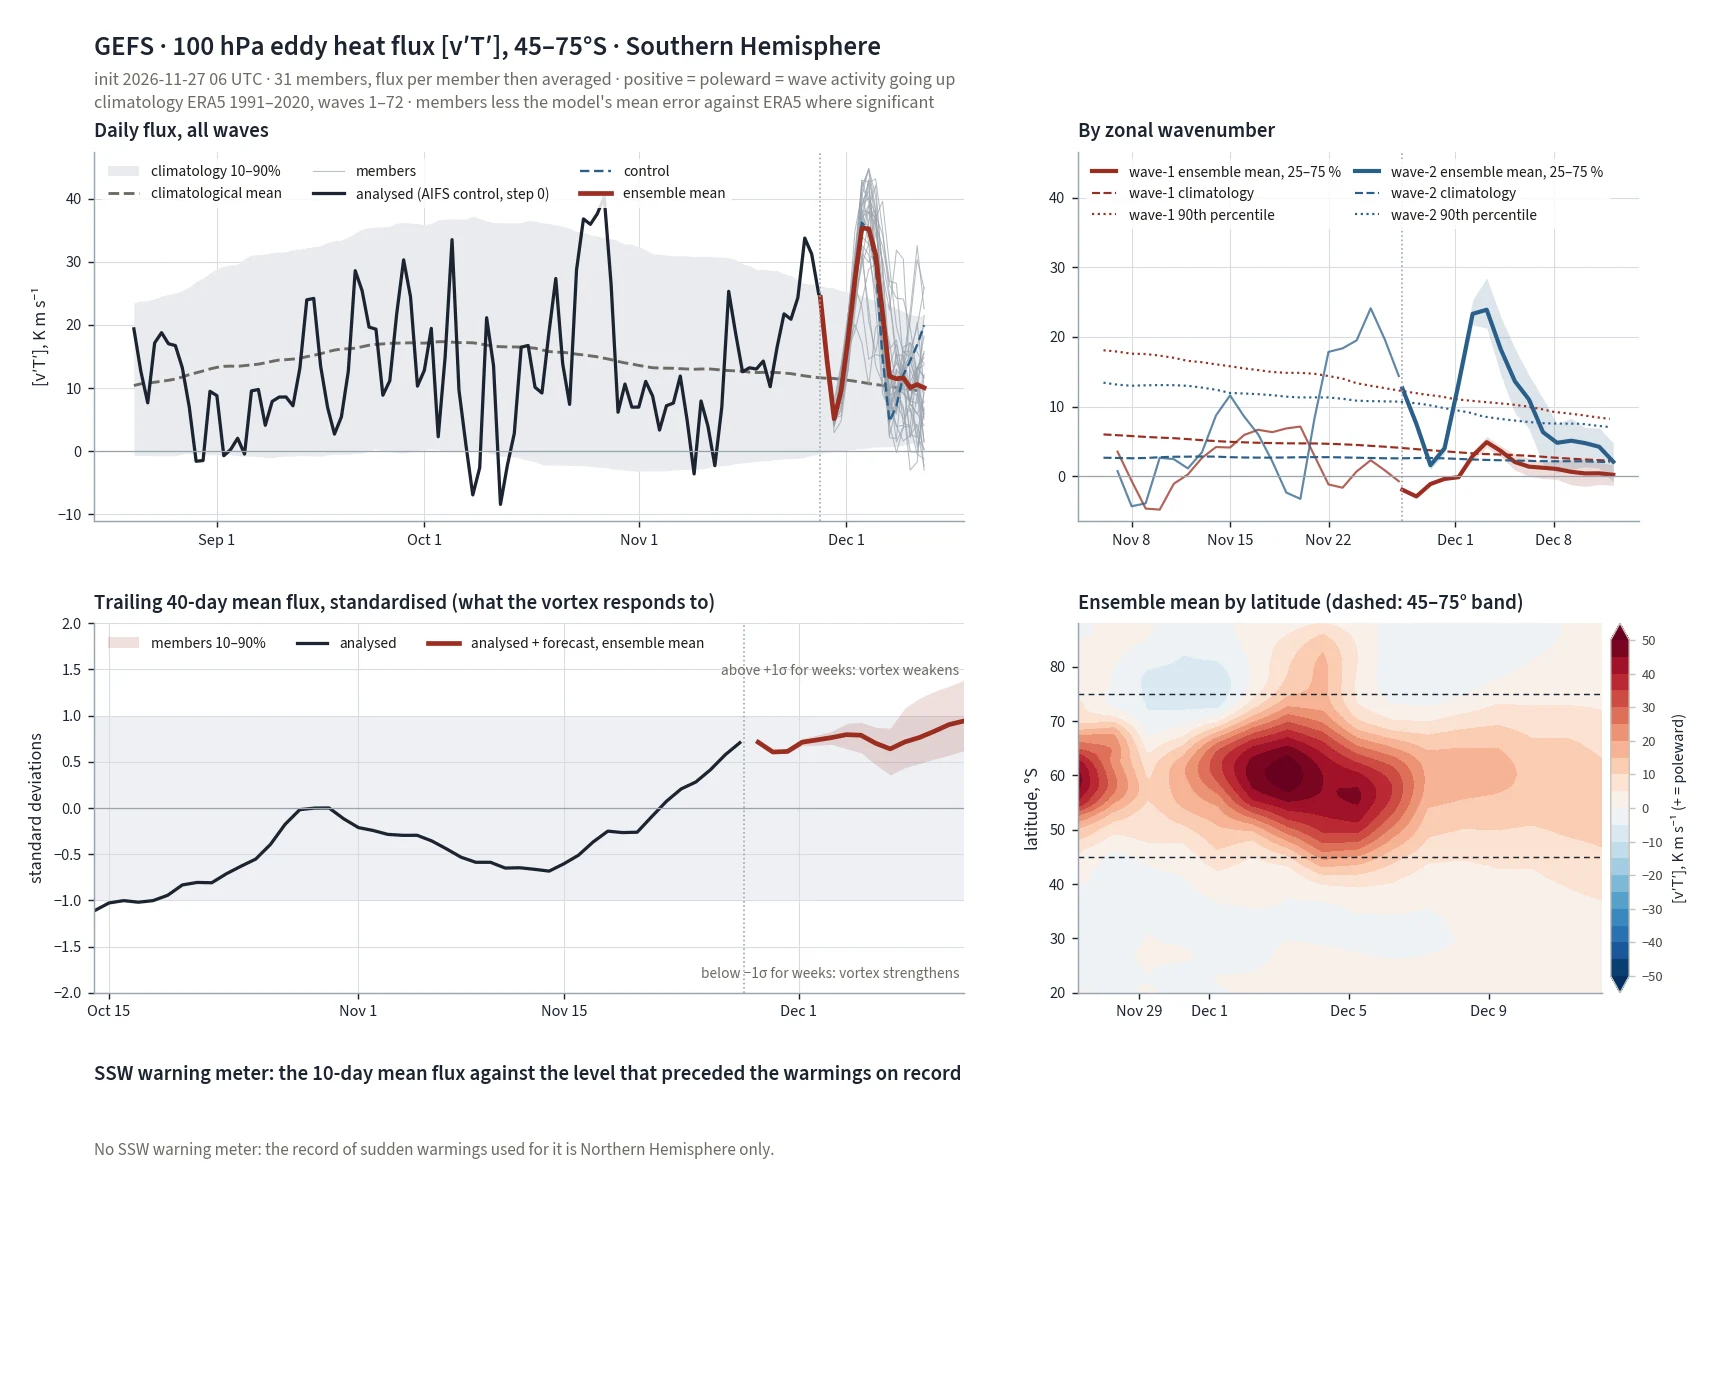 GEFS · 100 hPa eddy heat flux [v′T′], 45–75°S · Southern Hemisphere
init 2026-11-27 06 UTC · 31 members, flux per member then averaged · positive = poleward = wave activity going up
climatology ERA5 1991–2020, waves 1–72 · members less the model's mean error against ERA5 where significant
Daily flux, all waves
climatology 10–90%
members
control
climatological mean
analysed (AIFS control, step 0)
ensemble mean
40
30
20
10
0
−10
[v′T′], K m s⁻¹
Sep 1
Oct 1
Nov 1
Dec 1
By zonal wavenumber
wave-1 ensemble mean, 25–75 %
wave-2 ensemble mean, 25–75 %
wave-1 climatology
wave-2 climatology
wave-1 90th percentile
wave-2 90th percentile
40
30
20
10
0
Nov 8
Nov 15
Nov 22
Dec 1
Dec 8
Trailing 40-day mean flux, standardised (what the vortex responds to)
members 10–90%
analysed
analysed + forecast, ensemble mean
above +1σ for weeks: vortex weakens
below −1σ for weeks: vortex strengthens
2.0
1.5
1.0
0.5
0.0
−0.5
−1.0
−1.5
−2.0
standard deviations
Oct 15
Nov 1
Nov 15
Dec 1
Ensemble mean by latitude (dashed: 45–75° band)
80
70
60
50
40
30
20
latitude, °S
Nov 29
Dec 1
Dec 5
Dec 9
50
40
30
20
10
0
−10
−20
−30
−40
−50
[v′T′], K m s⁻¹ (+ = poleward)
SSW warning meter: the 10-day mean flux against the level that preceded the warmings on record
No SSW warning meter: the record of sudden warmings used for it is Northern Hemisphere only.